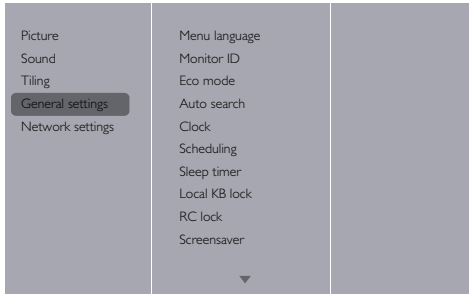 Picture
Sound
Tiling
General settings
Network settings
Menu language
Monitor ID
Eco mode
Auto search
Clock
Scheduling
Sleep timer
Local KB lock
RC lock
Screensaver